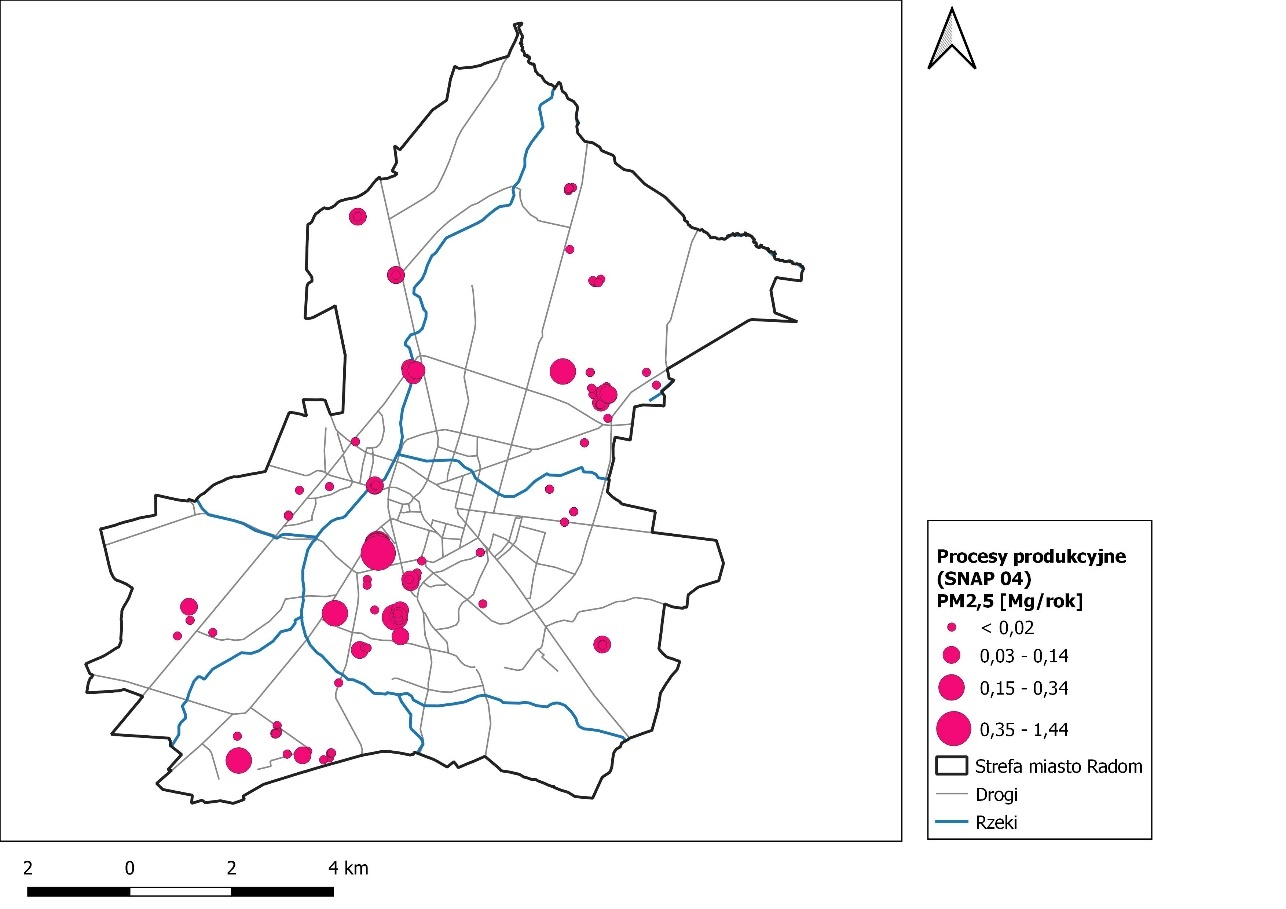 Procesy produkcyjne
(SNAP 04)
PM2,5 [Mg/rok]
< 0,02
0,03 - 0,14
0,15 - 0,34
0,35 - 1,44
Strefa miasto Radom
Drogi
Rzeki
2 0 2 4 km